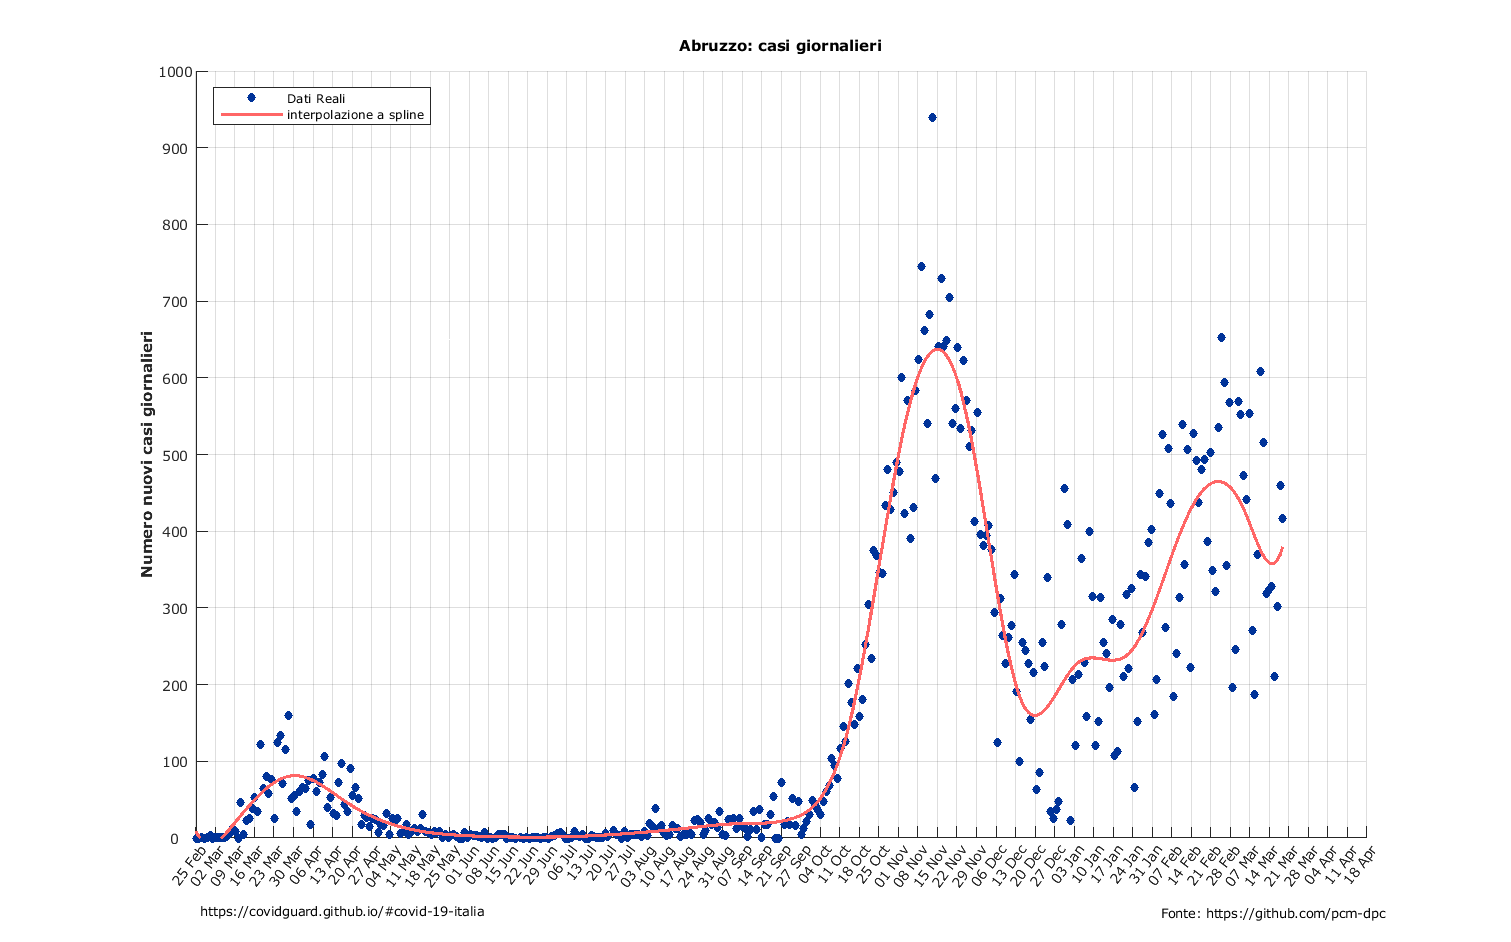 Abruzzo: casi giornalieri
Dati Reali
interpolazione a spline
Numero nuovi casi giornalieri
1000
900
800
700
600
500
400
300
200
100
0
25 Feb
02 Mar
09 Mar
16 Mar
23 Mar
30 Mar
06 Apr
13 Apr
20 Apr
27 Apr
04 May
11 May
18 May
25 May
01 Jun
08 Jun
15 Jun
22 Jun
29 Jun
06 Jul
13 Jul
20 Jul
27 Jul
03 Aug
10 Aug
17 Aug
24 Aug
31 Aug
07 Sep
14 Sep
21 Sep
27 Sep
04 Oct
11 Oct
18 Oct
25 Oct
01 Nov
08 Nov
15 Nov
22 Nov
29 Nov
06 Dec
13 Dec
20 Dec
27 Dec
03 Jan
10 Jan
17 Jan
24 Jan
31 Jan
07 Feb
14 Feb
21 Feb
28 Feb
07 Mar
14 Mar
21 Mar
28 Mar
04 Apr
11 Apr
18 Apr
https://covidguard.github.io/#covid-19-italia
Fonte: https://github.com/pcm-dpc